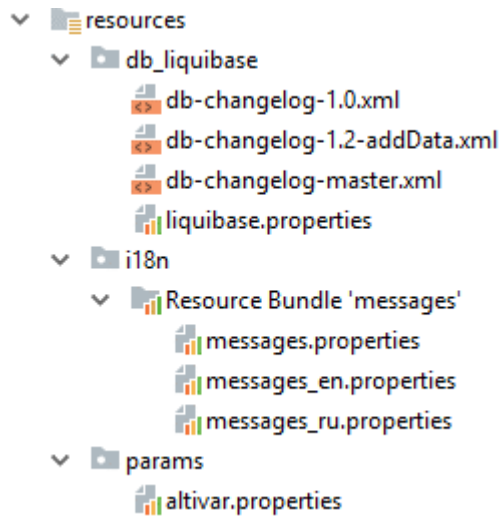 resources
db_liquibase
db-changelog-1.0.xml
db-changelog-1.2-addData.xml
db-changelog-master.xml
liquibase.properties
i18n
Resource Bundle 'messages'
messages.properties
messages_en.properties
messages_ru.properties
params
altivar.properties